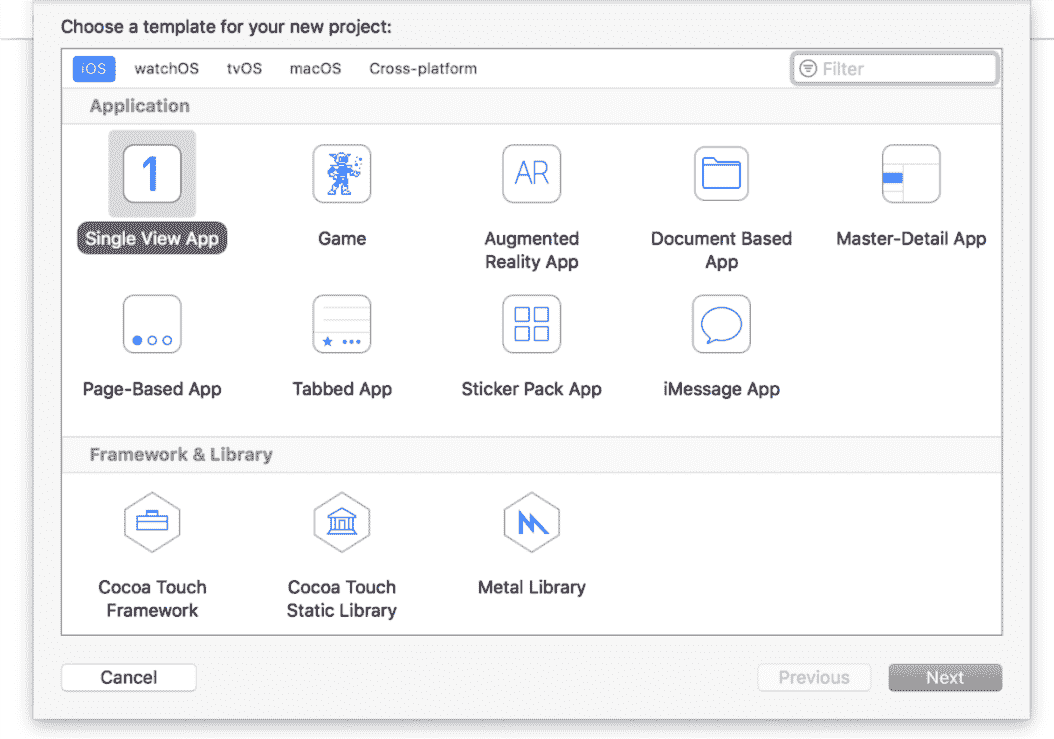 Choose a template for your new project:
iOS watchOS tvOS macOS Cross-platform Filter
Application
1 AR
Single View App Game Augmented Reality App Document Based App Master-Detail App
Page-Based App Tabbed App Sticker Pack App iMessage App
Framework & Library
Cocoa Touch Framework Cocoa Touch Static Library Metal Library
Cancel Previous Next